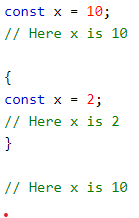 const x = 10;
// Here x is 10
{
const x = 2;
// Here x is 2
}
// Here x is 10